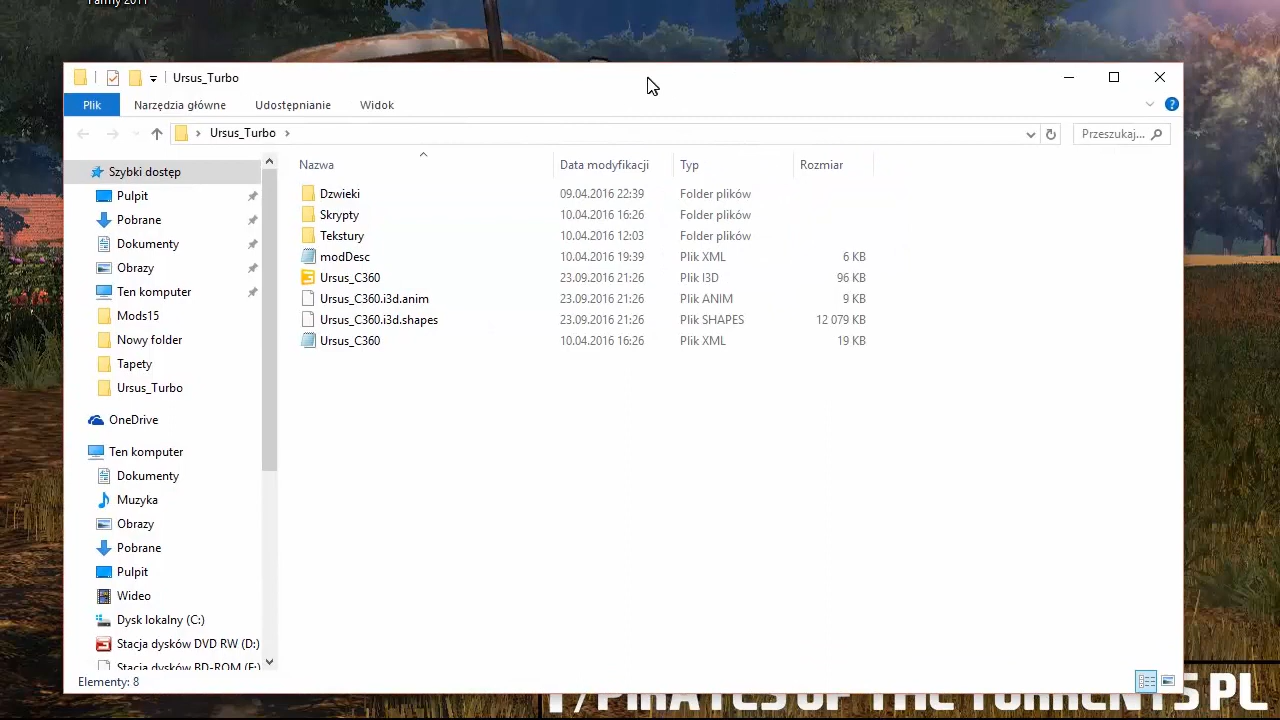 Farmy 2011
Ursus_Turbo
Plik Narzędzia główne Udostępnianie Widok
Ursus_Turbo Przeszukaj...
Nazwa Data modyfikacji Typ Rozmiar
Dzwieki 09.04.2016 22:39 Folder plików
Skrypty 10.04.2016 16:26 Folder plików
Tekstury 10.04.2016 12:03 Folder plików
modDesc 10.04.2016 19:39 Plik XML 6 KB
Ursus_C360 23.09.2016 21:26 Plik I3D 96 KB
Ursus_C360.i3d.anim 23.09.2016 21:26 Plik ANIM 9 KB
Ursus_C360.i3d.shapes 23.09.2016 21:26 Plik SHAPES 12 079 KB
Ursus_C360 10.04.2016 16:26 Plik XML 19 KB
Szybki dostęp
Pulpit
Pobrane
Dokumenty
Obrazy
Ten komputer
Mods15
Nowy folder
Tapety
Ursus_Turbo
OneDrive
Ten komputer
Dokumenty
Muzyka
Obrazy
Pobrane
Pulpit
Wideo
Dysk lokalny (C:)
Stacja dysków DVD RW (D:)
Stacja dysków BD-ROM (E:)
Elementy: 8
/PIRATES OF THE TORRENTS PL